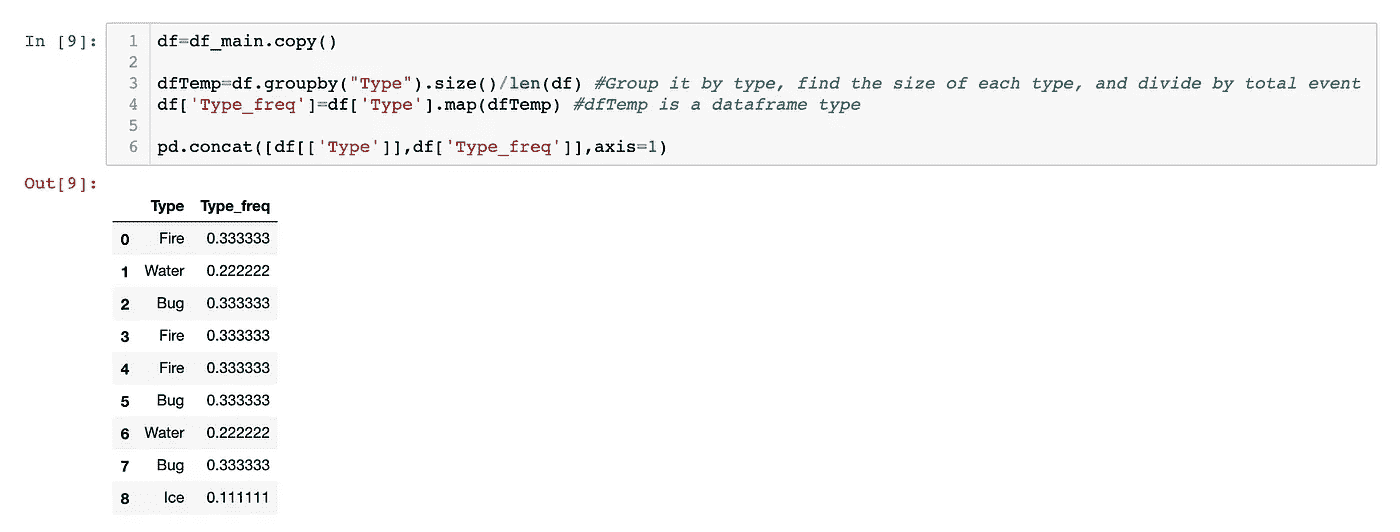 In [9]:
1 df=df_main.copy()
2
3 dfTemp=df.groupby("Type").size()/len(df) #Group it by type, find the size of each type, and divide by total event
4 df['Type_freq']=df['Type'].map(dfTemp) #dfTemp is a dataframe type
5
6 pd.concat([df[['Type']],df['Type_freq']],axis=1)
Out[9]:
Type Type_freq
0 Fire 0.333333
1 Water 0.222222
2 Bug 0.333333
3 Fire 0.333333
4 Fire 0.333333
5 Bug 0.333333
6 Water 0.222222
7 Bug 0.333333
8 Ice 0.111111